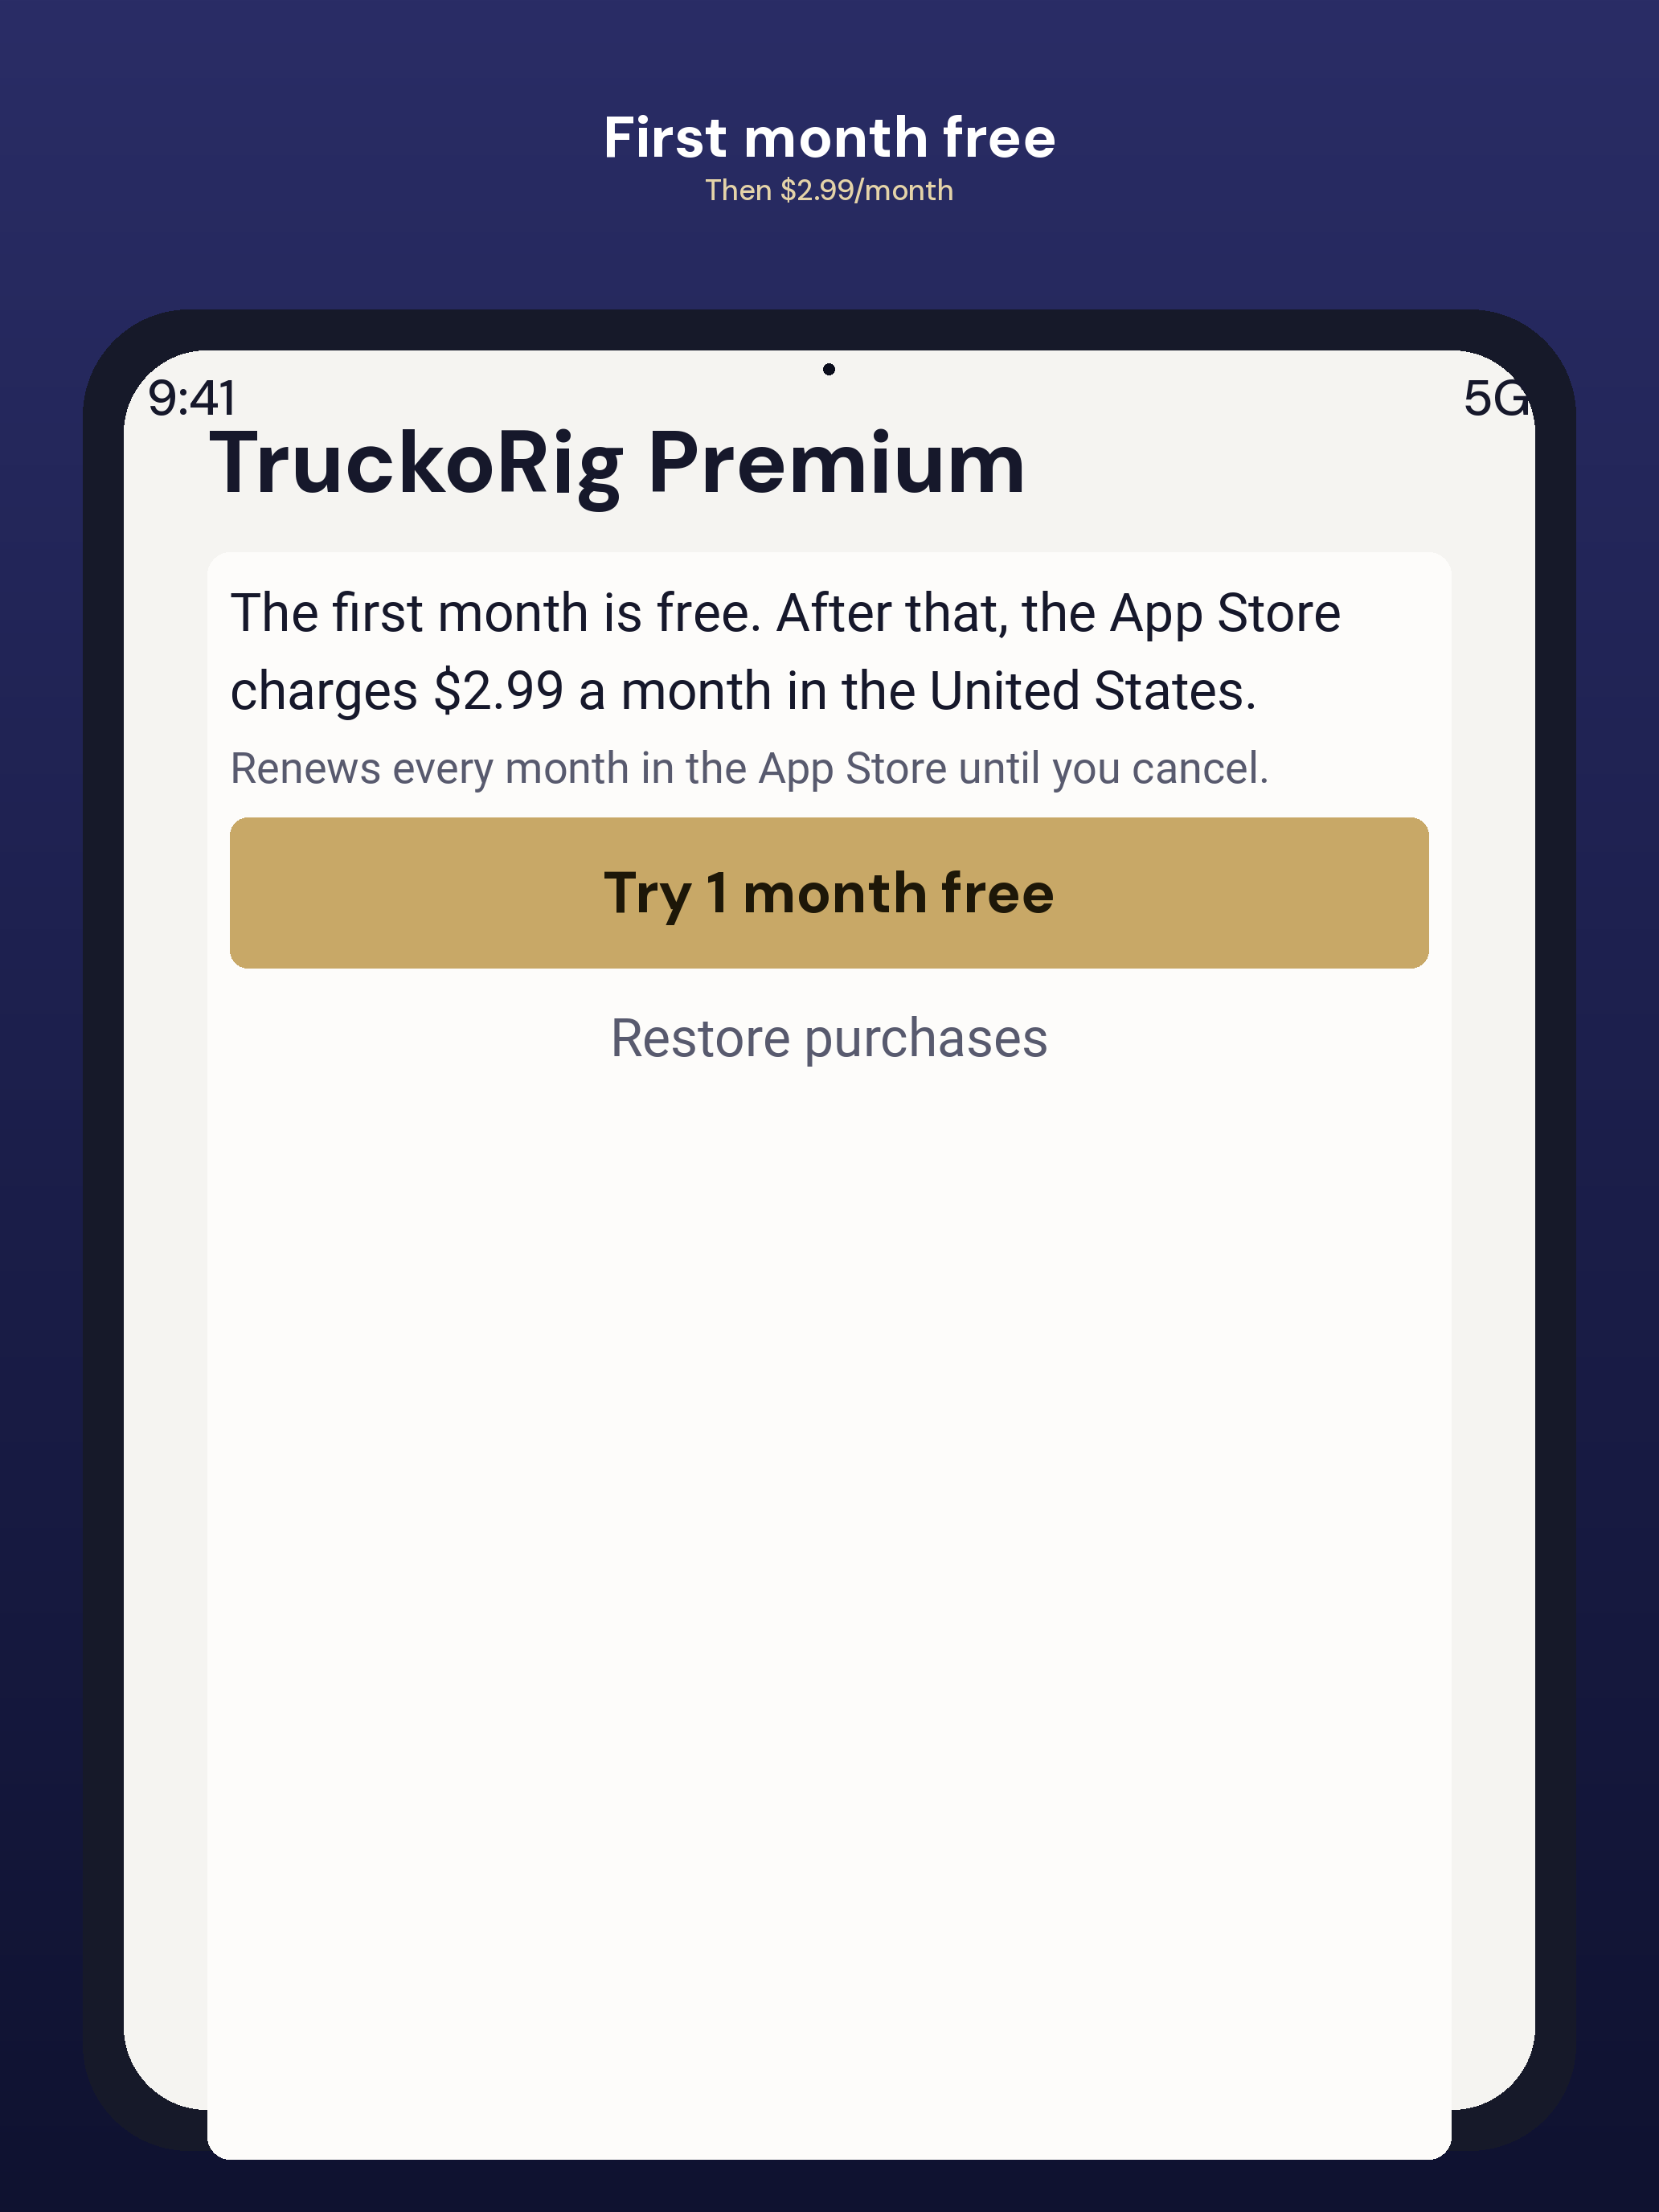 First month free
Then $2.99/month
9:41
5G
TruckoRig Premium
The first month is free. After that, the App Store
charges $2.99 a month in the United States.
Renews every month in the App Store until you cancel.
Try 1 month free
Restore purchases